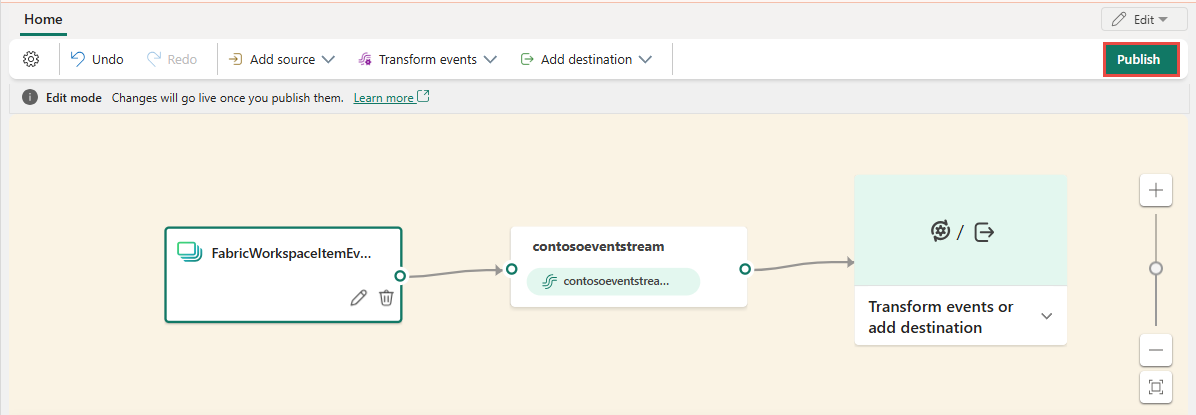 Home
Edit
Undo
Redo
Add source
Transform events
Add destination
Publish
Edit mode Changes will go live once you publish them. Learn more
FabricWorkspaceItemEv...
contosoeventstream
contosoeventstrea...
/
Transform events or
add destination